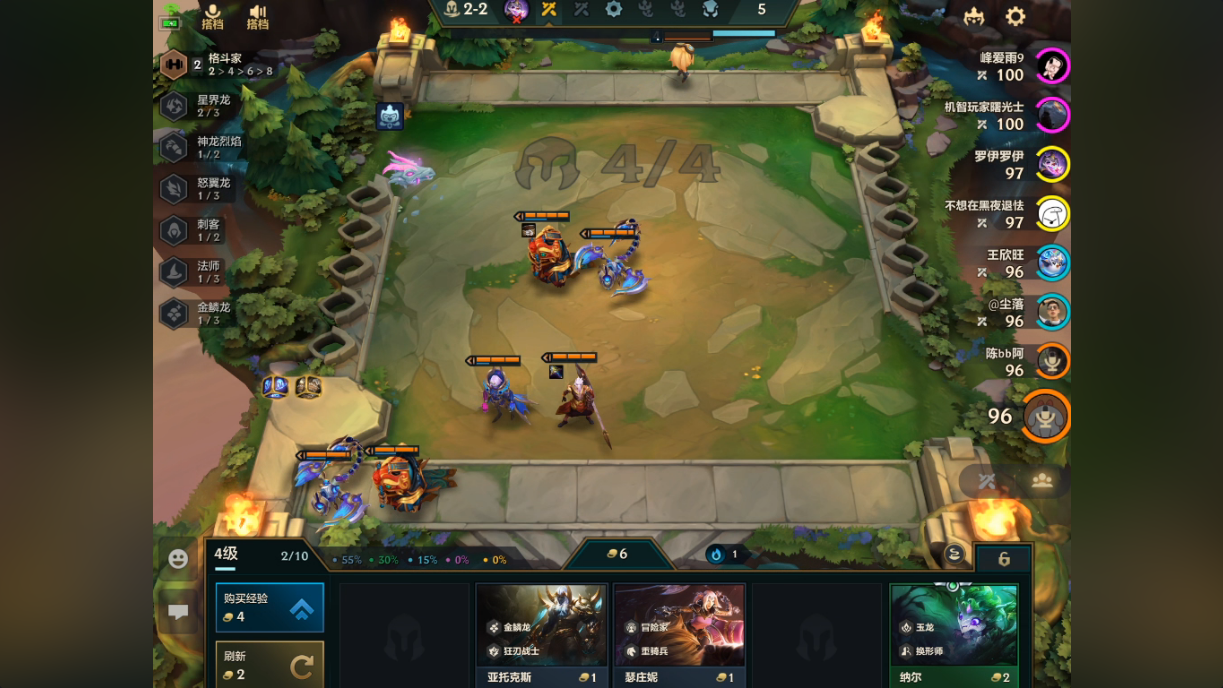 搭档
搭档
2-2
5
2
格斗家
2 > 4 > 6 > 8
星界龙
2 / 3
神龙烈焰
1 / 2
怒翼龙
1 / 3
刺客
1 / 2
法师
1 / 3
金鳞龙
1 / 3
4/4
峰爱雨9
100
机智玩家曙光士
100
罗伊罗伊
97
不想在黑夜退怯
97
王欣旺
96
@尘落
96
陈bb阿
96
96
4级
2/10
55%
30%
15%
0%
0%
6
1
购买经验
4
刷新
2
金鳞龙
狂刃战士
亚托克斯
1
冒险家
重骑兵
瑟庄妮
1
玉龙
换形师
纳尔
2